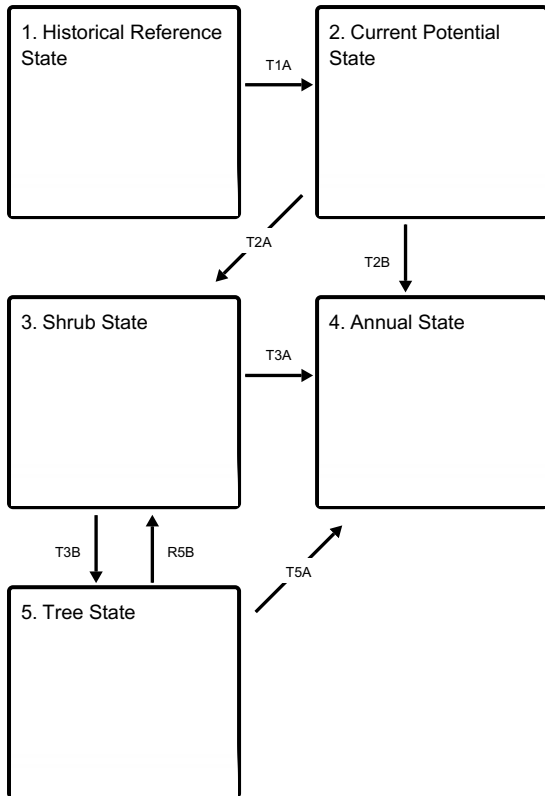 1. Historical Reference
State
T1A
2. Current Potential
State
T2A
T2B
3. Shrub State
T3A
4. Annual State
T3B
R5B
T5A
5. Tree State